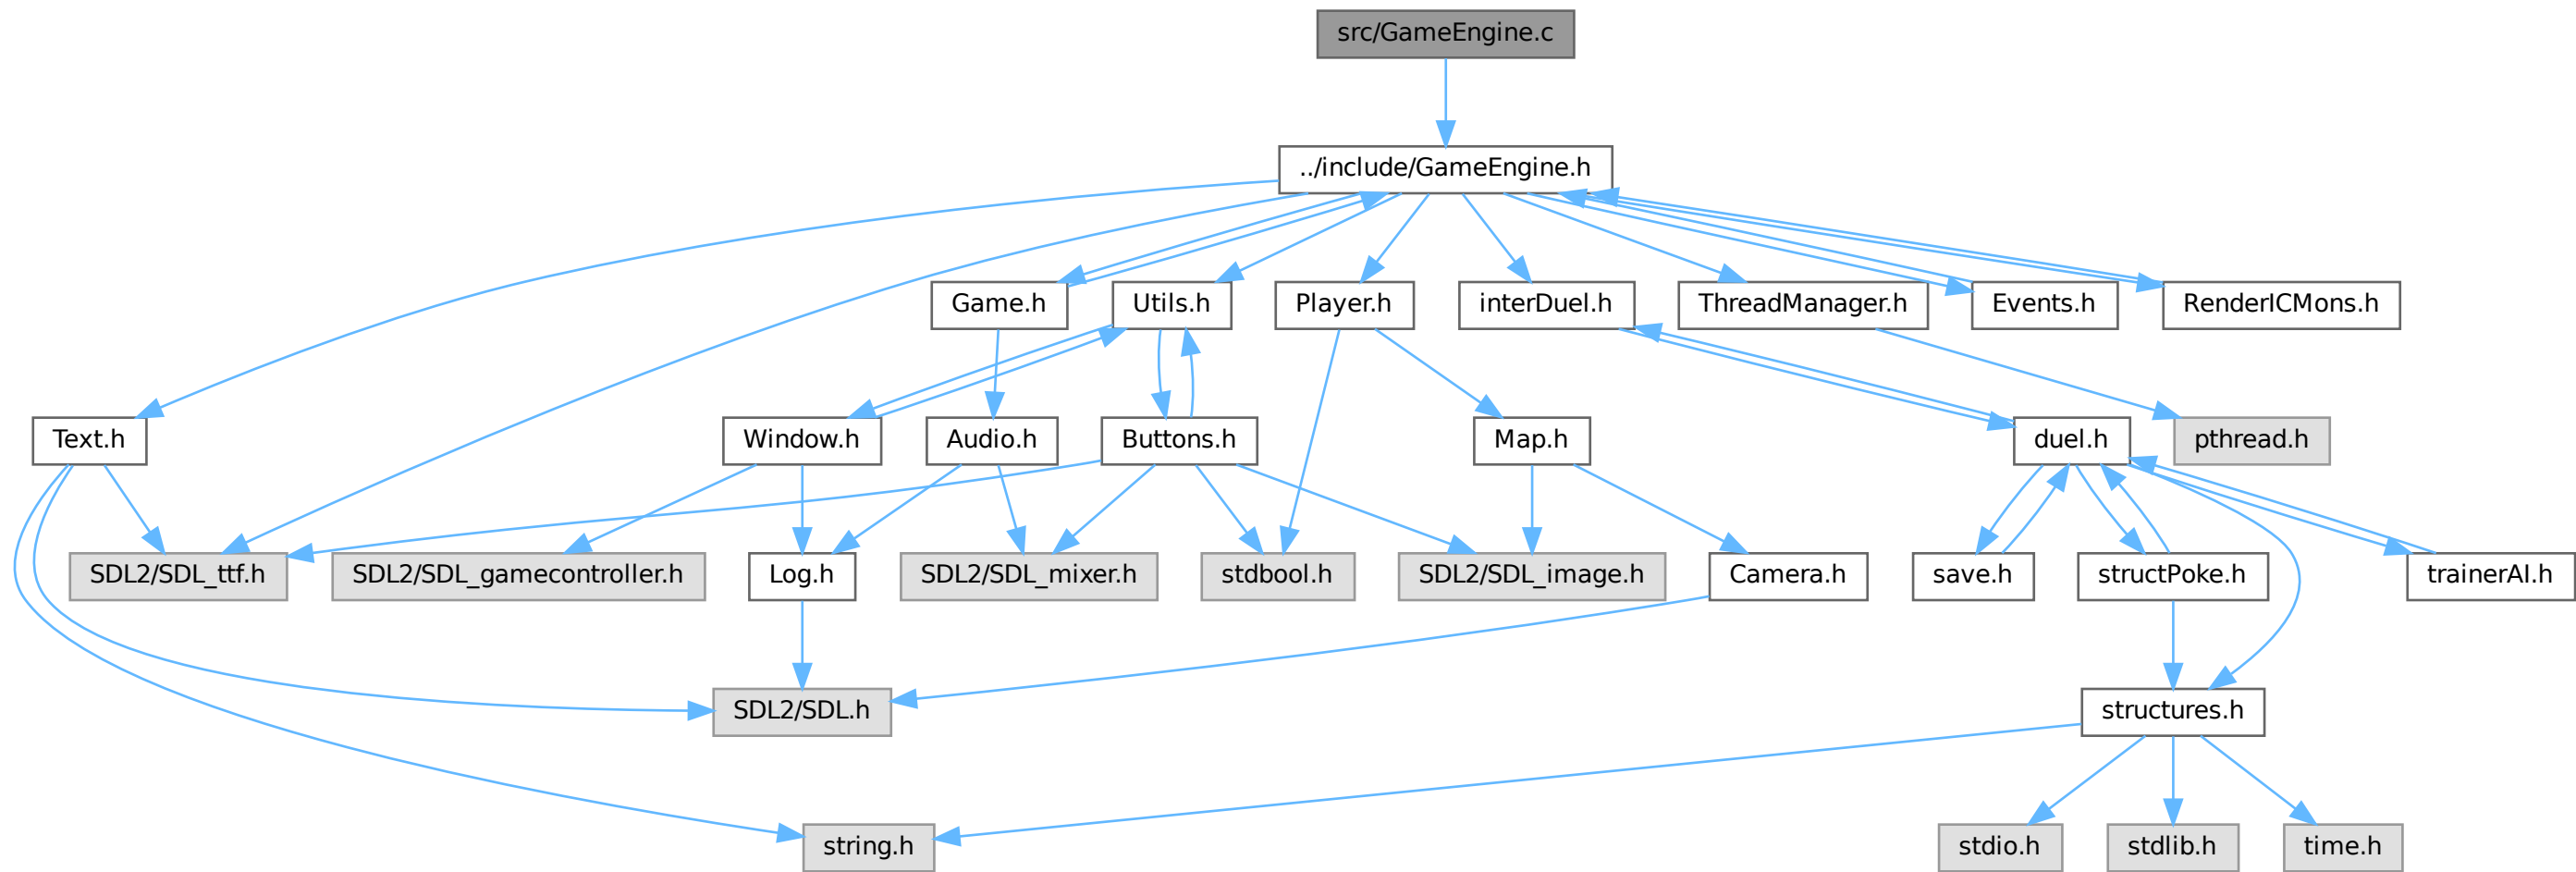 src/GameEngine.c
../include/GameEngine.h
Game.h
Utils.h
Player.h
interDuel.h
ThreadManager.h
Events.h
RenderICMons.h
Text.h
Window.h
Audio.h
Buttons.h
Map.h
duel.h
pthread.h
SDL2/SDL_ttf.h
SDL2/SDL_gamecontroller.h
Log.h
SDL2/SDL_mixer.h
stdbool.h
SDL2/SDL_image.h
Camera.h
save.h
structPoke.h
trainerAI.h
SDL2/SDL.h
structures.h
string.h
stdio.h
stdlib.h
time.h